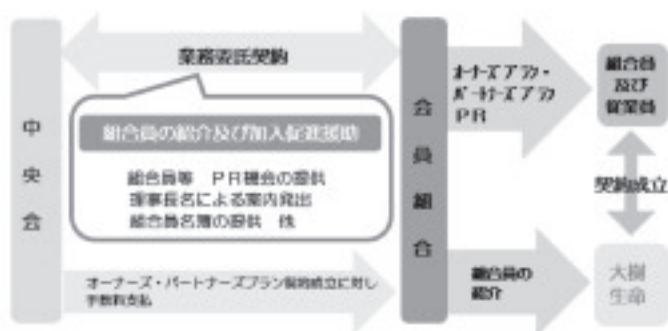 業務委託契約
中央会
組合員の紹介及び加入促進援助
組合員等　PR機会の提供
理事長名による案内発出
組合員名簿の提供　他
オーナーズ・パートナーズプラン契約成立に対し
手数料支払
会員組合
オーナーズプラン・
パートナーズプラン
PR
組合員の
紹介
組合員
及び
従業員
契約成立
大樹
生命